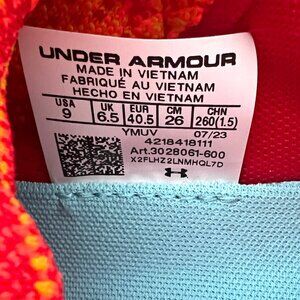 UNDER ARMOUR
MADE IN VIETNAM
FABRIQUÉ AU VIETNAM
HECHO EN VIETNAM
USA UK EUR CM CHN
9 6.5 40.5 26 260(1.5)
YMUV 07/23
4218418111
Art.3028061-600
X2FLHZ2LNMHQL7D